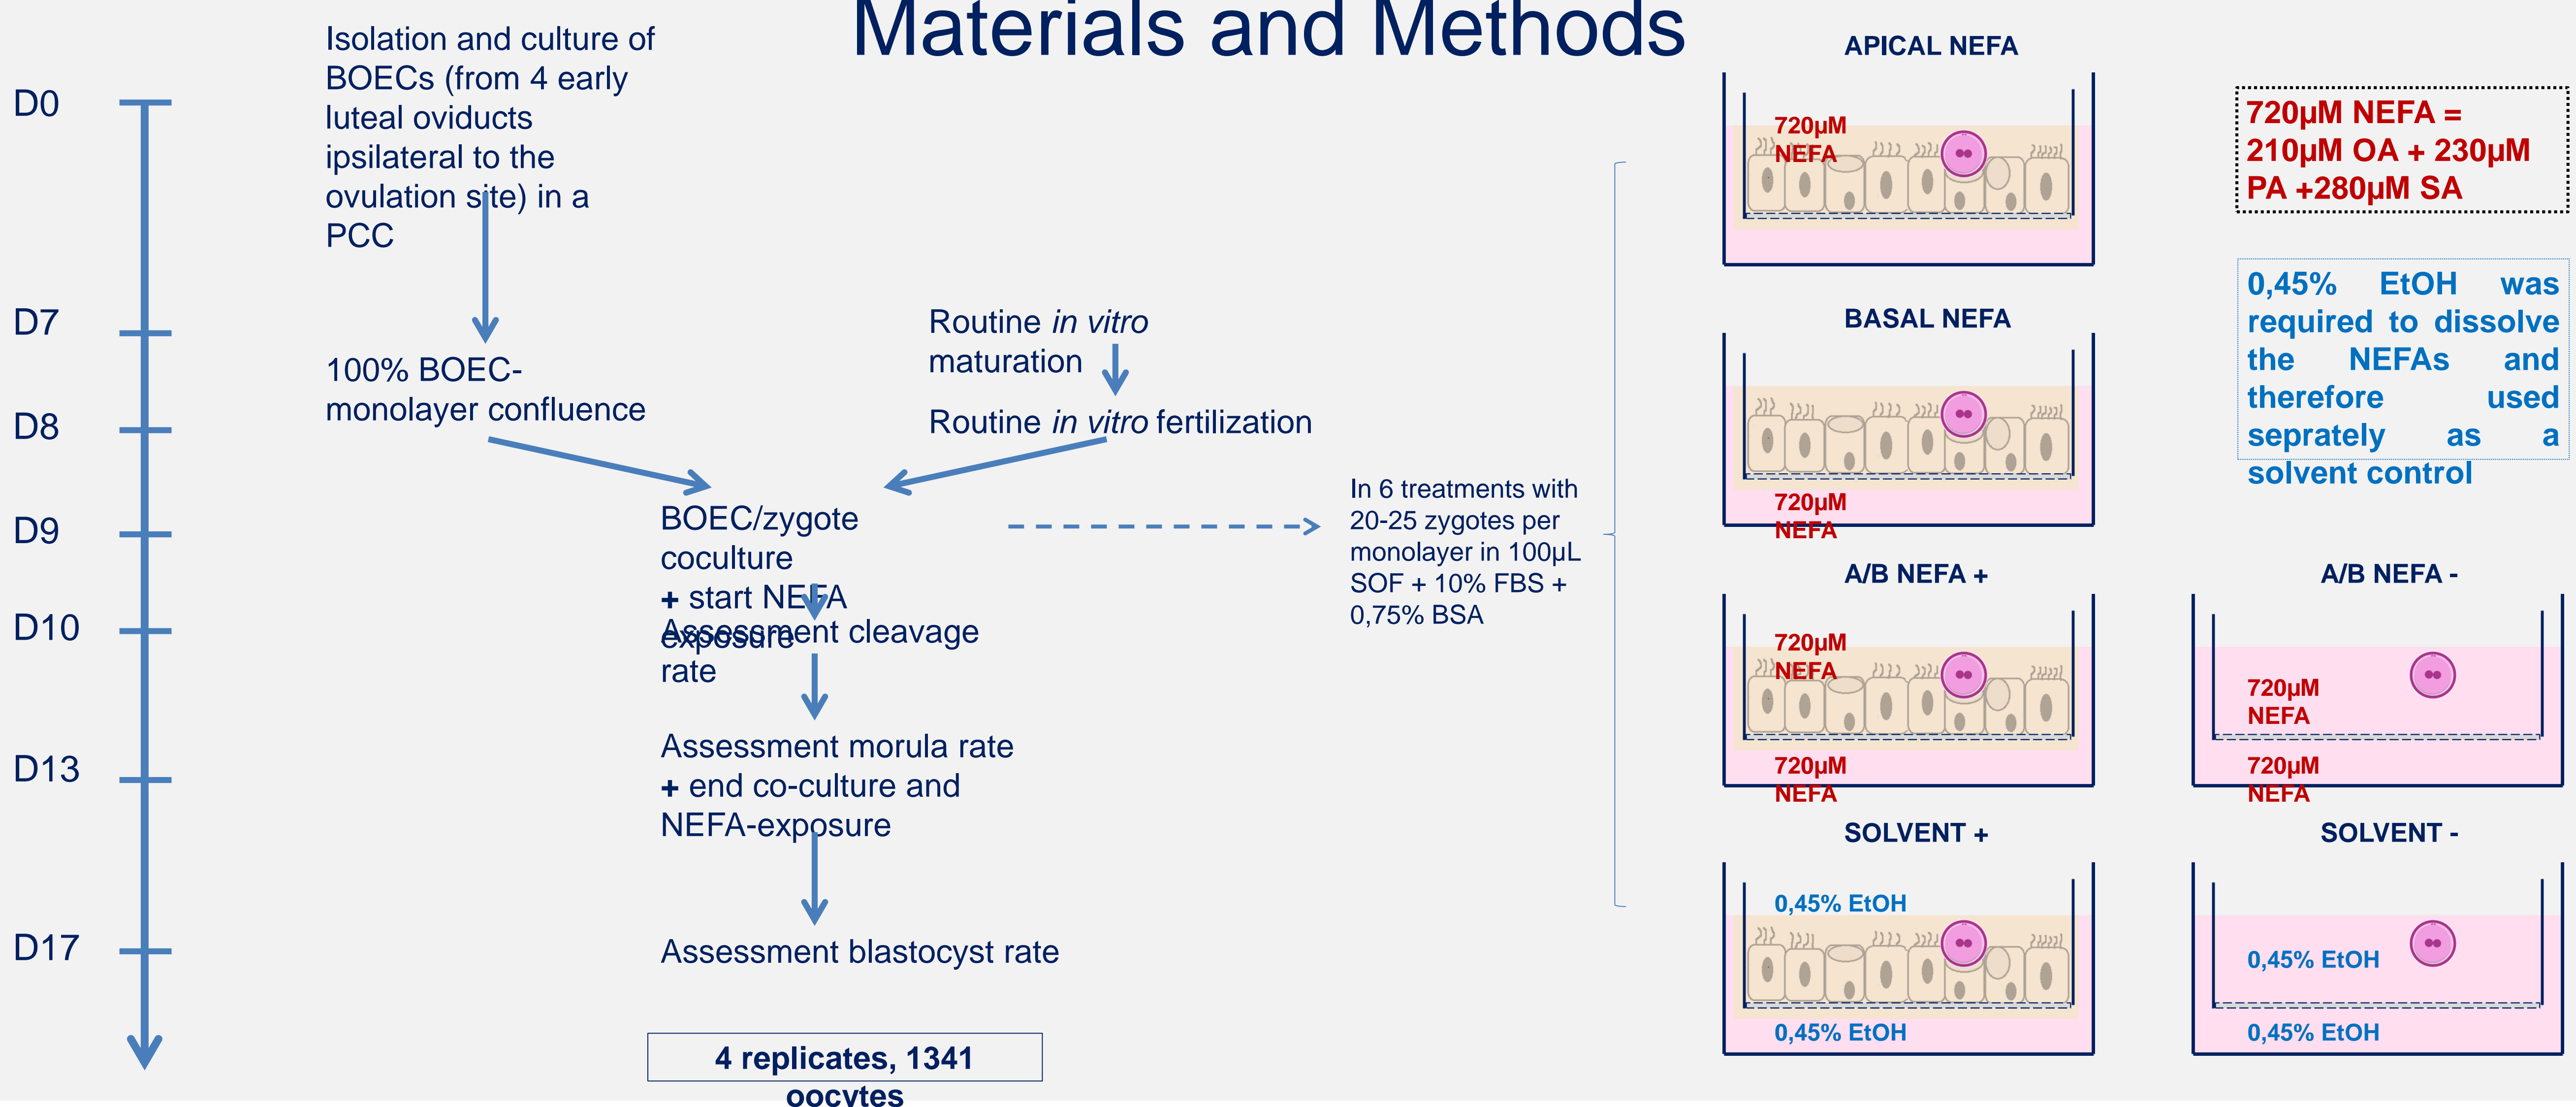 Materials and Methods
D0
D7
D8
D9
D10
D13
D17
Isolation and culture of
BOECs (from 4 early
luteal oviducts
ipsilateral to the
ovulation site) in a
PCC
100% BOEC-
monolayer confluence
Routine in vitro
maturation
Routine in vitro fertilization
BOEC/zygote
coculture
+ start NEFA
exposure
Assessment cleavage
rate
Assessment morula rate
+ end co-culture and
NEFA-exposure
Assessment blastocyst rate
4 replicates, 1341
oocytes
In 6 treatments with
20-25 zygotes per
monolayer in 100µL
SOF + 10% FBS +
0,75% BSA
APICAL NEFA
720µM
NEFA
BASAL NEFA
720µM
NEFA
A/B NEFA +
720µM
NEFA
720µM
NEFA
A/B NEFA -
720µM
NEFA
720µM
NEFA
SOLVENT +
0,45% EtOH
0,45% EtOH
SOLVENT -
0,45% EtOH
0,45% EtOH
720µM NEFA =
210µM OA + 230µM
PA +280µM SA
0,45% EtOH was
required to dissolve
the NEFAs and
therefore used
seprately as a
solvent control